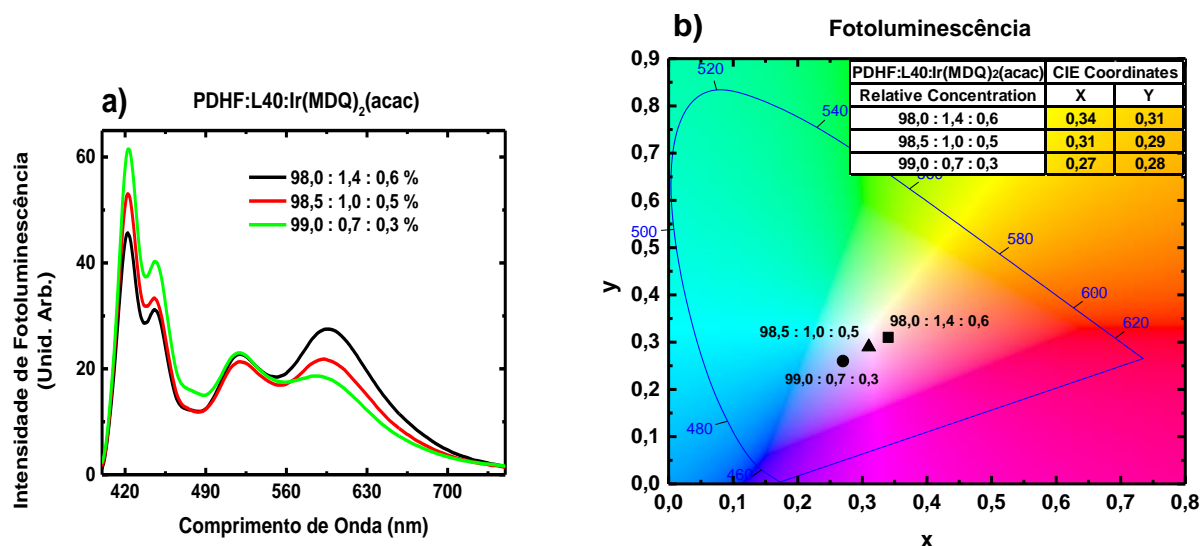 a)
PDHF:L40:Ir(MDQ)2(acac)
98,0 : 1,4 : 0,6 %
98,5 : 1,0 : 0,5 %
99,0 : 0,7 : 0,3 %
60
40
20
0
420 490 560 630 700
Intensidade de Fotoluminescência
(Unid. Arb.)
Comprimento de Onda (nm)
b)
Fotoluminescência
PDHF:L40:Ir(MDQ)2(acac) CIE Coordinates
Relative Concentration X Y
98,0 : 1,4 : 0,6 0,34 0,31
98,5 : 1,0 : 0,5 0,31 0,29
99,0 : 0,7 : 0,3 0,27 0,28
0,9
0,8
0,7
0,6
0,5
0,4
0,3
0,2
0,1
0,0
y
520
540
500
580
600
620
480
460
98,5 : 1,0 : 0,5
98,0 : 1,4 : 0,6
99,0 : 0,7 : 0,3
0,0 0,1 0,2 0,3 0,4 0,5 0,6 0,7 0,8
x